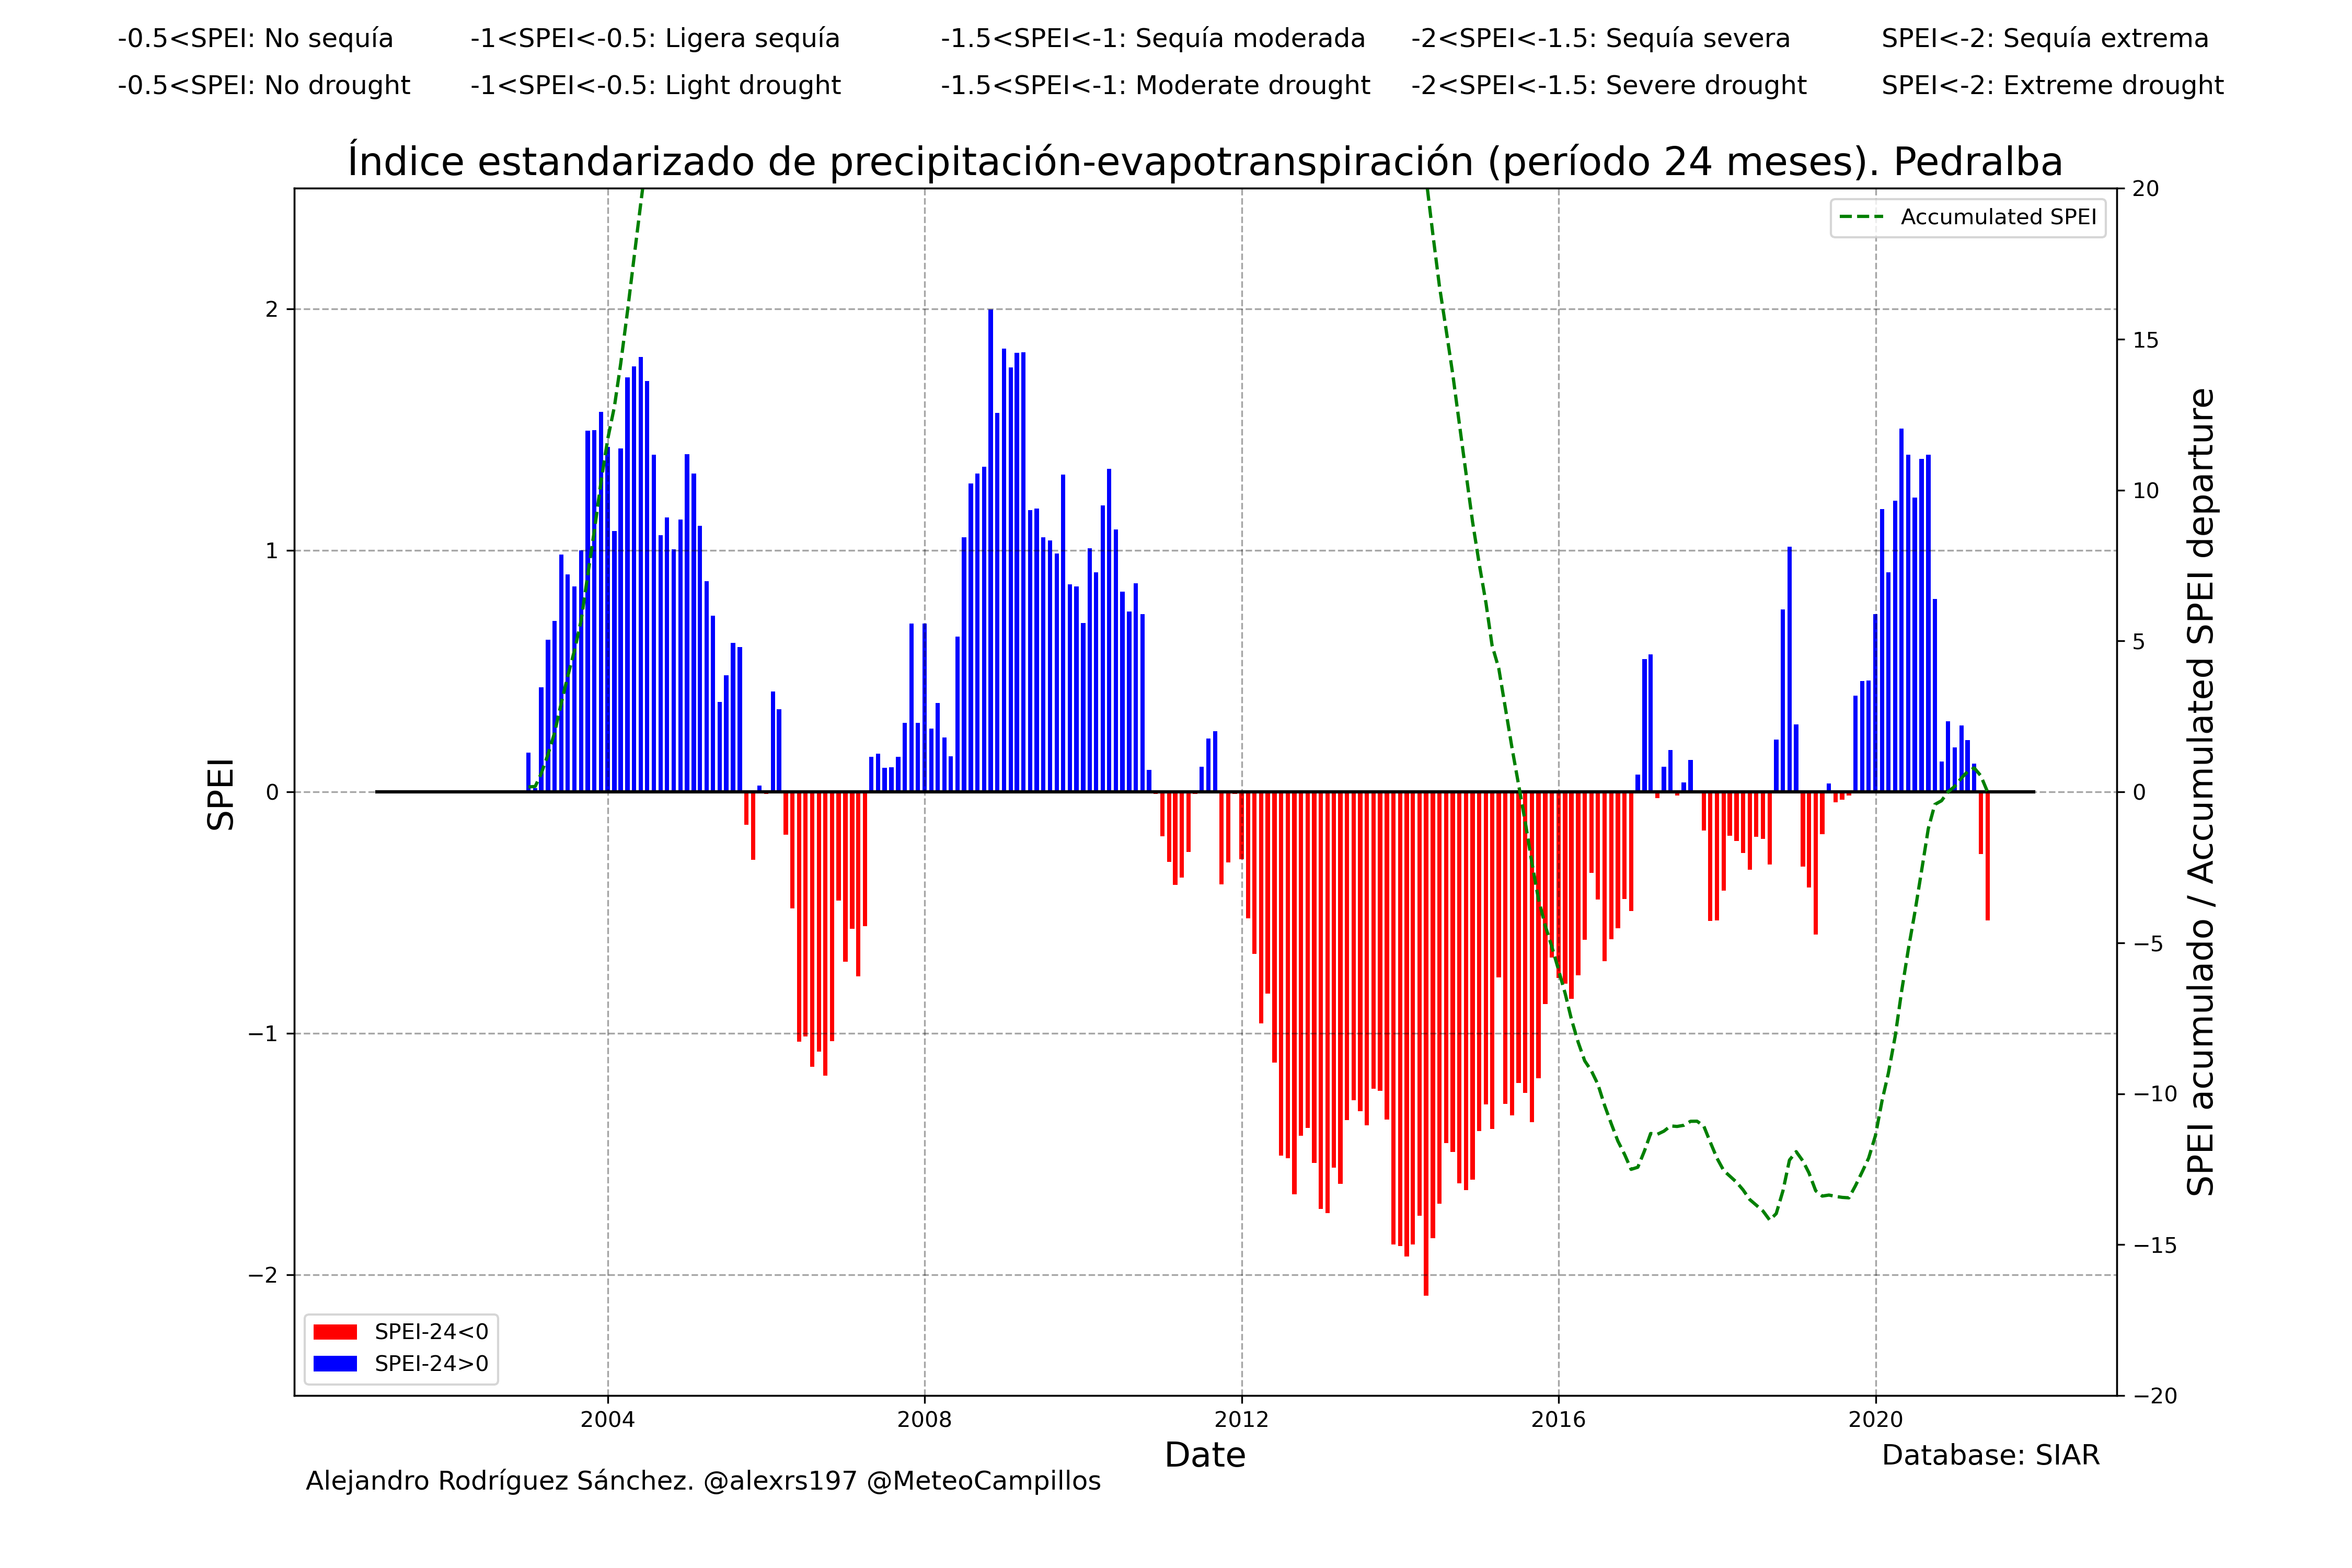 -0.5<SPEI: No sequía -1<SPEI<-0.5: Ligera sequía -1.5<SPEI<-1: Sequía moderada -2<SPEI<-1.5: Sequía severa SPEI<-2: Sequía extrema
-0.5<SPEI: No drought -1<SPEI<-0.5: Light drought -1.5<SPEI<-1: Moderate drought -2<SPEI<-1.5: Severe drought SPEI<-2: Extreme drought
Índice estandarizado de precipitación-evapotranspiración (período 24 meses). Pedralba
Accumulated SPEI
SPEI
2
1
0
−1
−2
20
15
10
5
0
−5
−10
−15
−20
SPEI acumulado / Accumulated SPEI departure
SPEI-24<0
SPEI-24>0
2004 2008 2012 2016 2020
Date
Database: SIAR
Alejandro Rodríguez Sánchez. @alexrs197 @MeteoCampillos